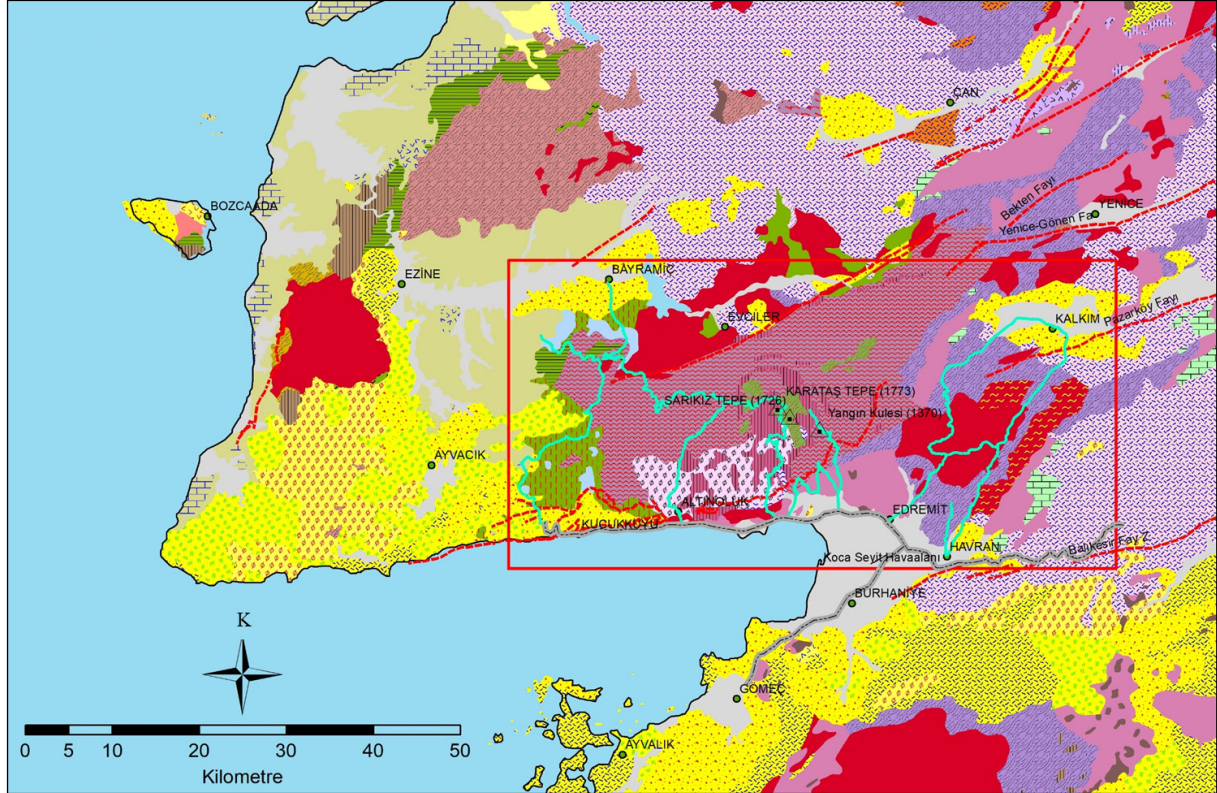 ÇAN
Beklen Fayı
YENİCE
Yenice-Gönen Fa
BOZCAADA
EZİNE
BAYRAMİÇ
EVCİLER
Pazarköy Fayı
KALKIM
KARATAŞ TEPE (1773)
SARIKIZ TEPE (1726)
Yangın Kulesi (1370)
AYVACIK
ALTINOLUK
EDREMİT
KUCUKKUYU
HAVRAN
Koca Seyit Havaalanı
Balıkesir Fay Z
BURHANİYE
K
GÖMEÇ
AYVALIK
0 5 10 20 30 40 50
Kilometre